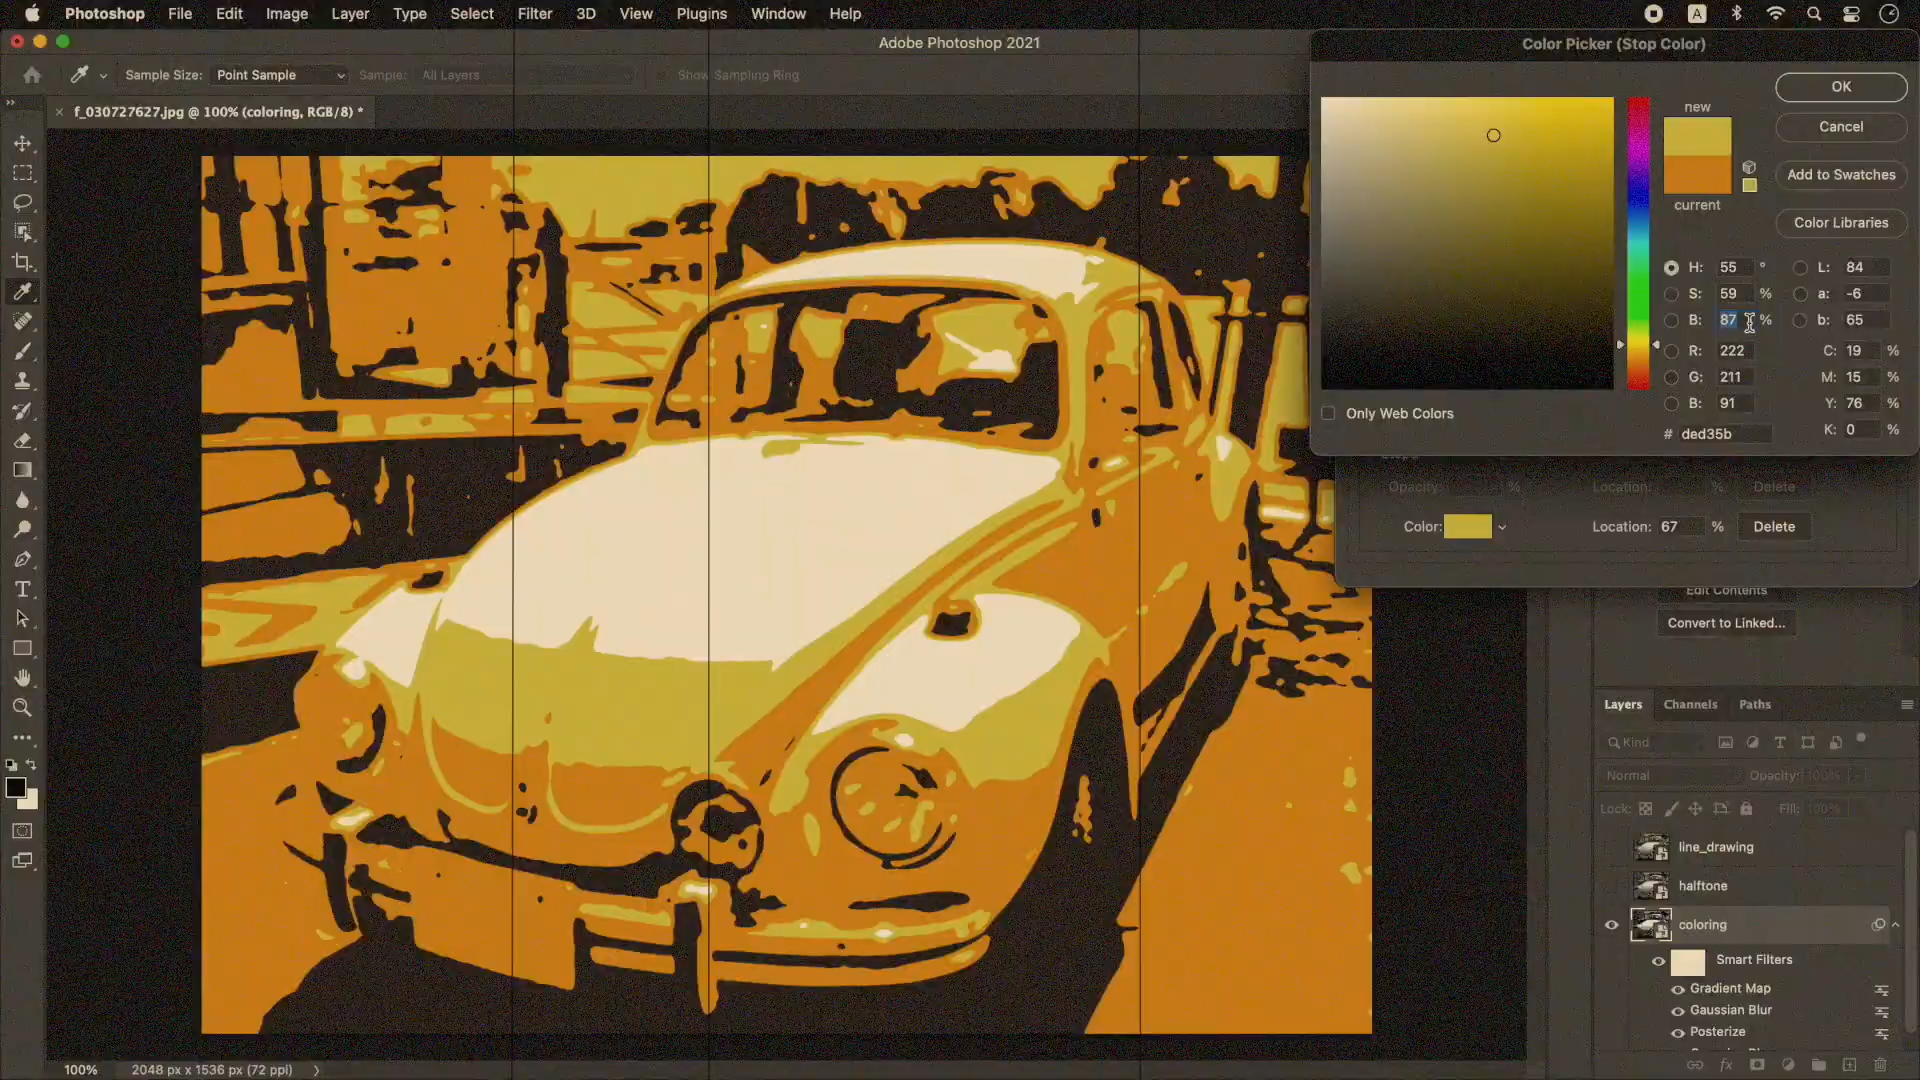 Photoshop File Edit Image Layer Type Select Filter 3D View Plugins Window Help A
Adobe Photoshop 2021
Sample Size: Point Sample Sample: All Layers Show Sampling Ring
f_030727627.jpg @ 100% (coloring, RGB/8) *
Color Picker (Stop Color)
new
current
OK
Cancel
Add to Swatches
Color Libraries
H: 55 ° L: 84
S: 59 % a: -6
B: 87 % b: 65
R: 222 C: 19 %
G: 211 M: 15 %
B: 91 Y: 76 %
# ded35b K: 0 %
Only Web Colors
Opacity: % Location: % Delete
Color: Location: 67 % Delete
Edit Contents
Convert to Linked...
Layers Channels Paths
Kind
Normal Opacity: 100%
Lock: Fill: 100%
line_drawing
halftone
coloring
Smart Filters
Gradient Map
Gaussian Blur
Posterize
T
fx
100% 2048 px x 1536 px (72 ppi)